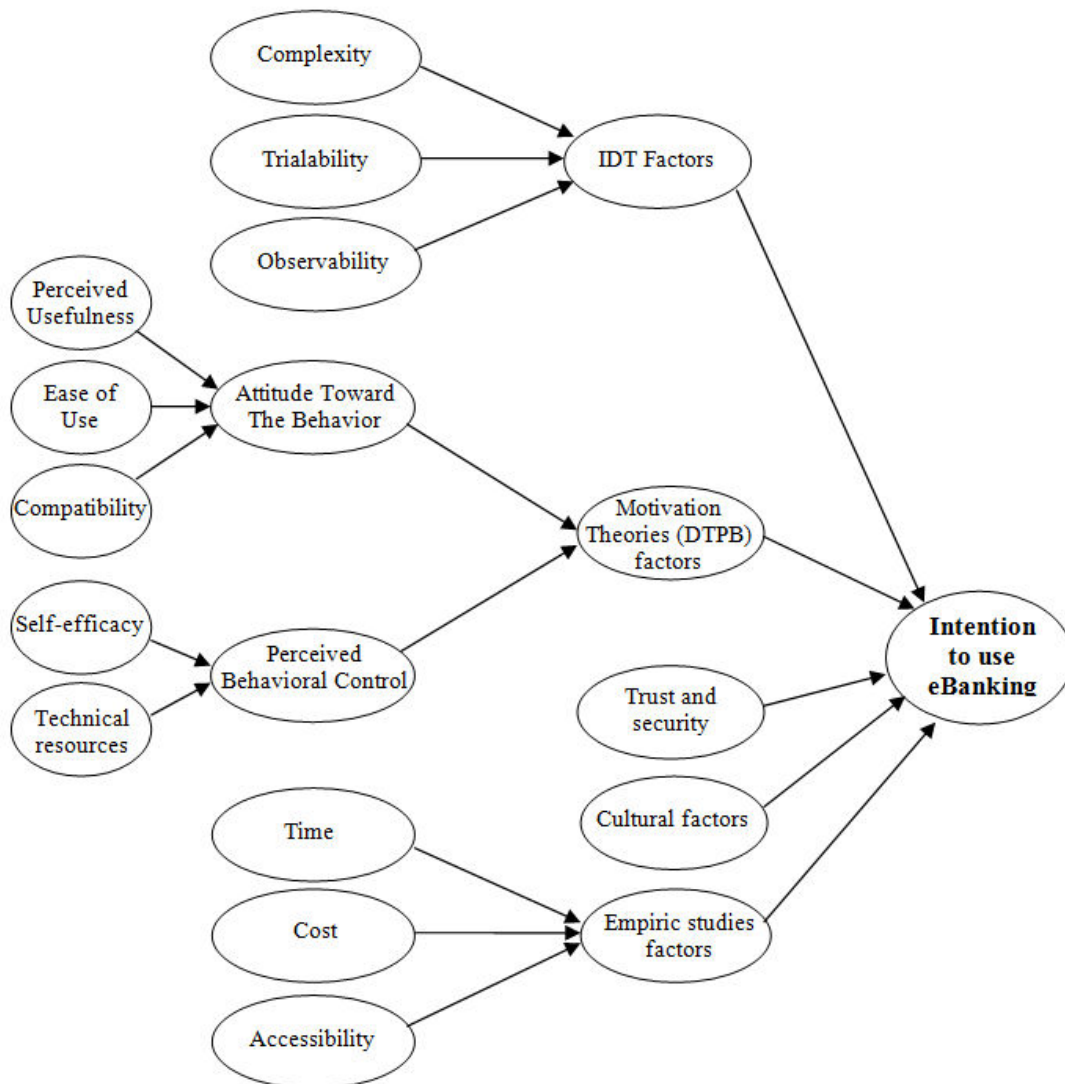 Complexity
Trialability
IDT Factors
Observability
Perceived
Usefulness
Ease of
Use
Attitude Toward
The Behavior
Compatibility
Motivation
Theories (DTPB)
factors
Self-efficacy
Perceived
Behavioral Control
Technical
resources
Intention
to use
eBanking
Trust and
security
Cultural factors
Time
Cost
Empiric studies
factors
Accessibility